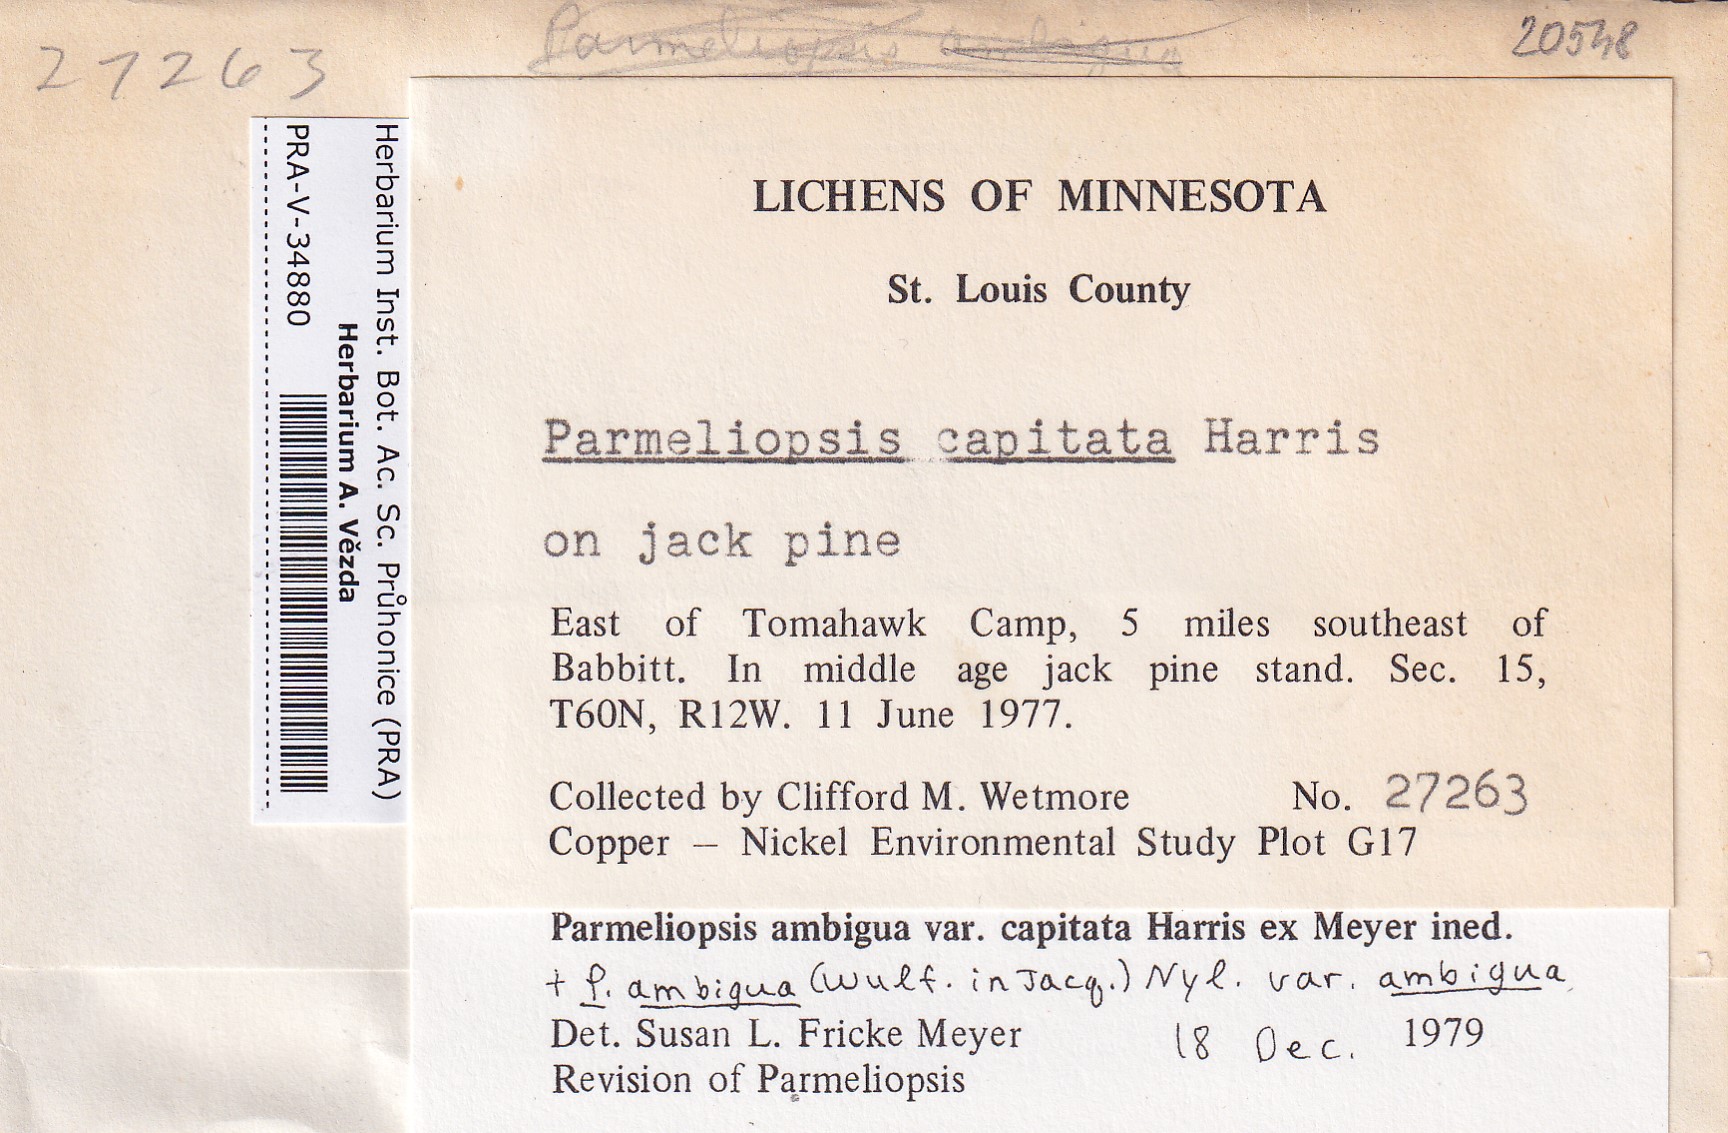 Parmeliopsis ambigua
27263
20548
Herbarium Inst. Bot. Ac. Sc. Průhonice (PRA)
Herbarium A. Vězda
PRA-V-34880
LICHENS OF MINNESOTA
St. Louis County
Parmeliopsis capitata Harris
on jack pine
East of Tomahawk Camp, 5 miles southeast of
Babbitt. In middle age jack pine stand. Sec. 15,
T60N, R12W. 11 June 1977.
Collected by Clifford M. Wetmore No. 27263
Copper – Nickel Environmental Study Plot G17
Parmeliopsis ambigua var. capitata Harris ex Meyer ined.
+ P. ambigua (Wulf. in Jacq.) Nyl. var. ambigua
Det. Susan L. Fricke Meyer 18 Dec. 1979
Revision of Parmeliopsis